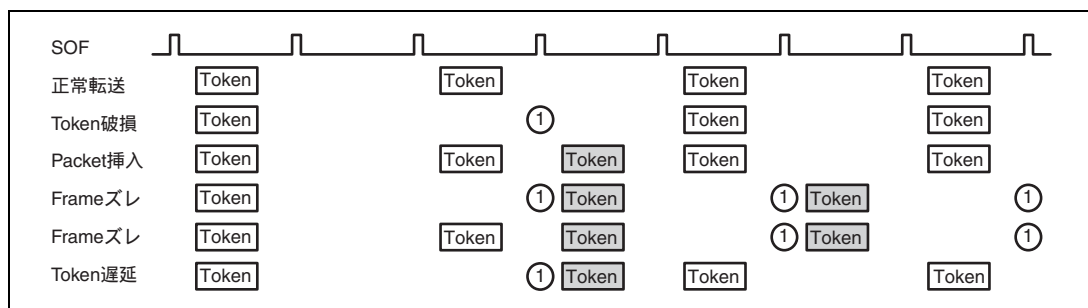 SOF
正常転送 Token Token Token Token
Token破損 Token 1 Token Token
Packet挿入 Token Token Token Token Token
Frameズレ Token 1 Token 1 Token 1
Frameズレ Token Token Token 1 Token 1
Token遅延 Token 1 Token Token Token